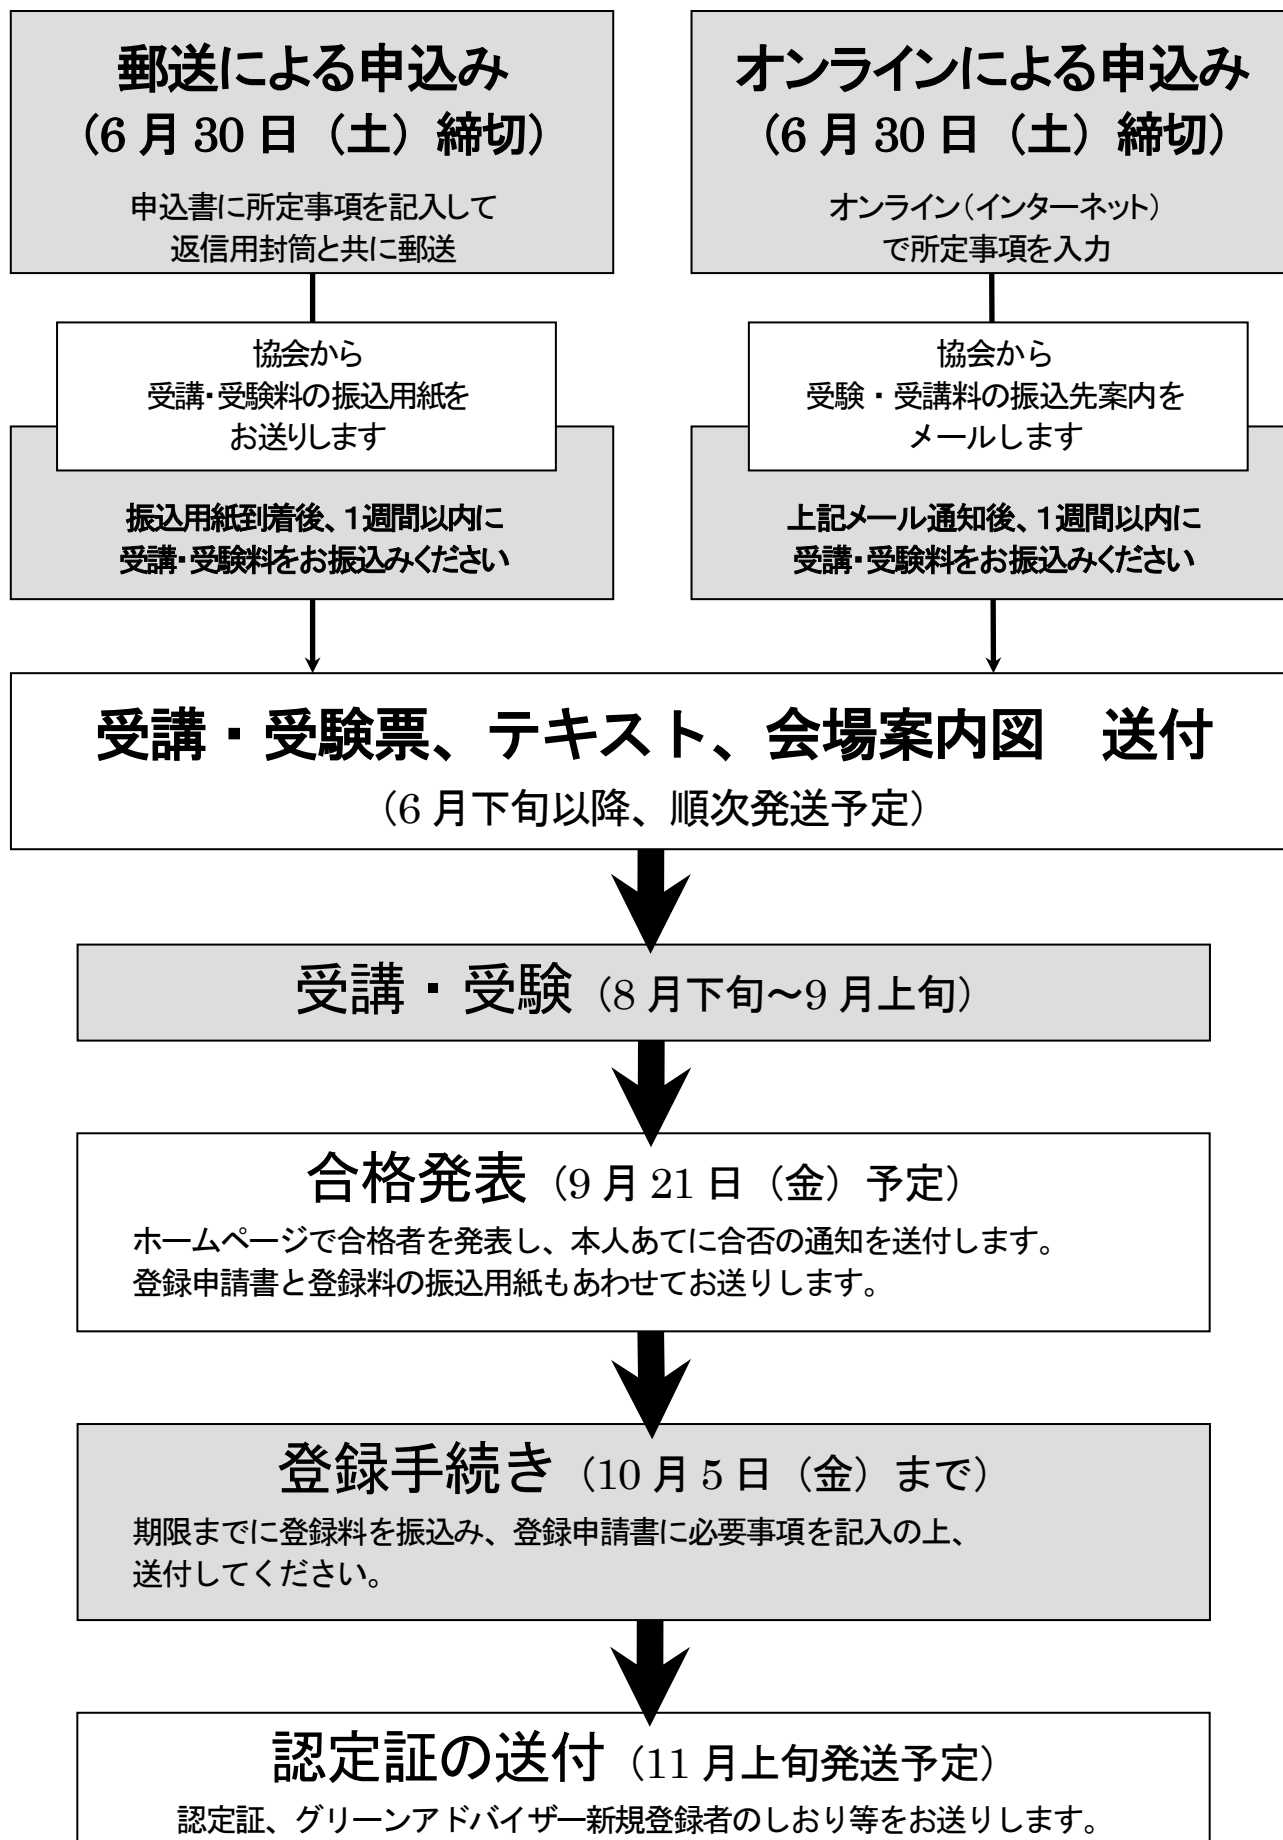 郵送による申込み
（6 月 30 日（土）締切）
申込書に所定事項を記入して
返信用封筒と共に郵送
協会から
受講・受験料の振込用紙を
お送りします
振込用紙到着後、1週間以内に
受講・受験料をお振込みください
オンラインによる申込み
（6 月 30 日（土）締切）
オンライン（インターネット）
で所定事項を入力
協会から
受験・受講料の振込先案内を
メールします
上記メール通知後、1週間以内に
受講・受験料をお振込みください
受講・受験票、テキスト、会場案内図　送付
（6 月下旬以降、順次発送予定）
受講・受験（8 月下旬～9 月上旬）
合格発表（9 月 21 日（金）予定）
ホームページで合格者を発表し、本人あてに合否の通知を送付します。
登録申請書と登録料の振込用紙もあわせてお送りします。
登録手続き（10 月 5 日（金）まで）
期限までに登録料を振込み、登録申請書に必要事項を記入の上、
送付してください。
認定証の送付（11 月上旬発送予定）
認定証、グリーンアドバイザー新規登録者のしおり等をお送りします。